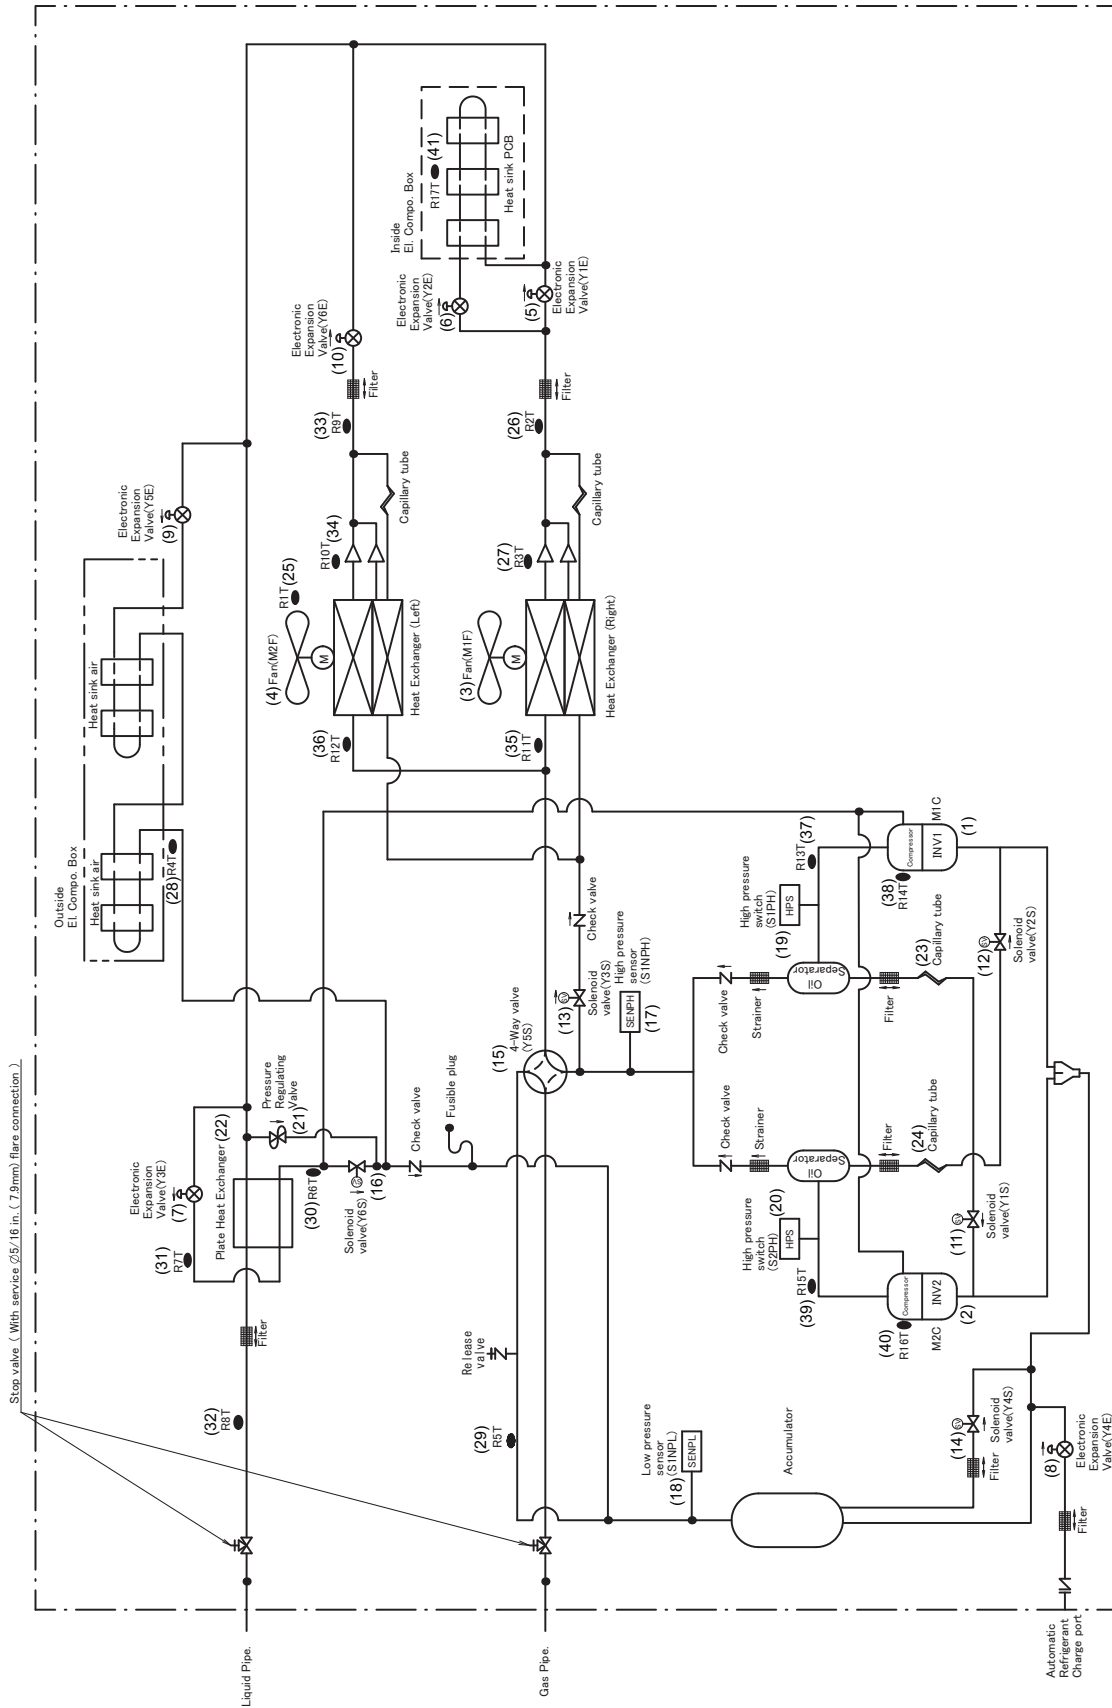 Stop valve ( With service ∅5/16 in. ( 7.9mm) flare connection )
Liquid Pipe.
Gas Pipe.
Automatic
Refrigerant
Charge port
(32)
R8T
Filter
(31)
R7T
Electronic
Expansion
Valve(Y3E)
(7)
Plate Heat Exchanger (22)
Pressure
Regulating
Valve
(21)
(30) R6T
Solenoid
valve(Y6S)
SV
(16)
Check valve
Fusible plug
Outside
El. Compo. Box
Heat sink air
(28) R4T
Heat sink air
Electronic
Expansion
Valve(Y5E)
(9)
(4) Fan(M2F)
M
R1T (25)
(36)
R12T
Heat Exchanger (Left)
R10T (34)
Capillary tube
(33)
R9T
Filter
Electronic
Expansion
Valve(Y6E)
(10)
(3) Fan(M1F)
M
(35)
R11T
Heat Exchanger (Right)
(27)
R3T
Capillary tube
(26)
R2T
Filter
Electronic
Expansion
Valve(Y2E)
(6)
(5)
Electronic
Expansion
Valve(Y1E)
Inside
El. Compo. Box
R17T (41)
Heat sink PCB
Release
valve
(29)
R5T
(15)
4-Way valve
(Y5S)
(13)
SV
Solenoid
valve(Y3S)
Check valve
High pressure
sensor
(S1NPH)
SENPH
(17)
Low pressure
sensor
(S1NPL)
(18)
SENPL
Accumulator
Check valve
Strainer
Oil
Separator
Filter
(24)
Capillary tube
Check valve
Strainer
Oil
Separator
Filter
(23)
Capillary tube
High pressure
switch
(S2PH)
(20)
HPS
(39) R15T
High pressure
switch
(S1PH)
(19)
HPS
R13T (37)
(40)
R16T
Compressor
INV2
M2C
(2)
(38)
R14T
Compressor
INV1
M1C
(1)
(11)
SV
Solenoid
valve(Y1S)
(12)
SV
Solenoid
valve(Y2S)
(14)
SV
Solenoid
valve(Y4S)
Filter
(8)
Electronic
Expansion
Valve(Y4E)
Filter